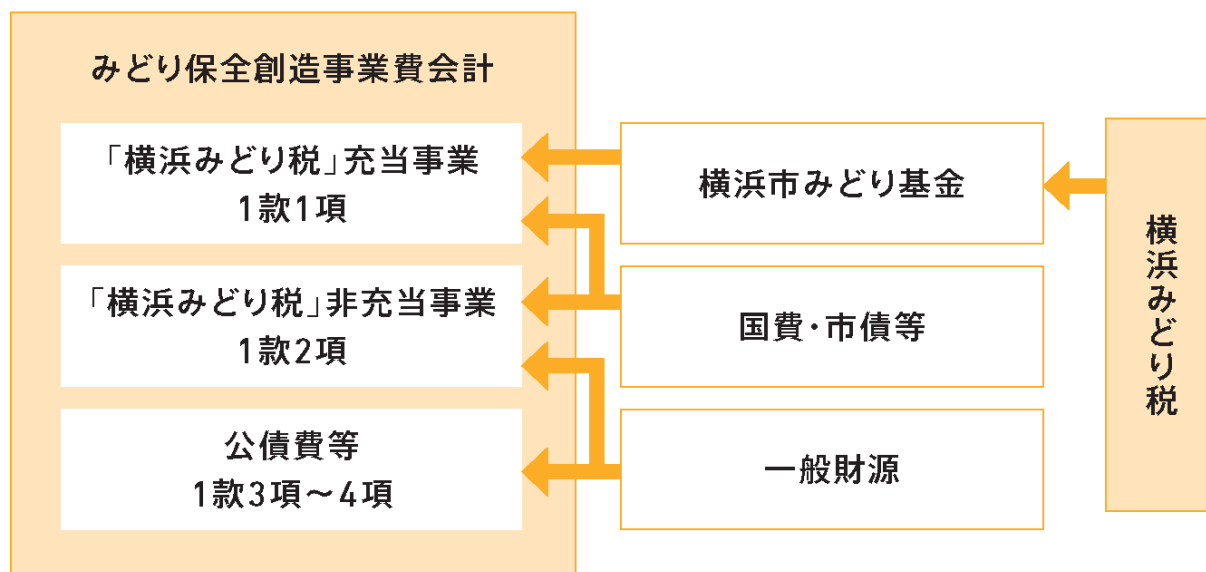 みどり保全創造事業費会計
「横浜みどり税」充当事業
1款1項
「横浜みどり税」非充当事業
1款2項
公債費等
1款3項～4項
横浜市みどり基金
国費・市債等
一般財源
横浜みどり税